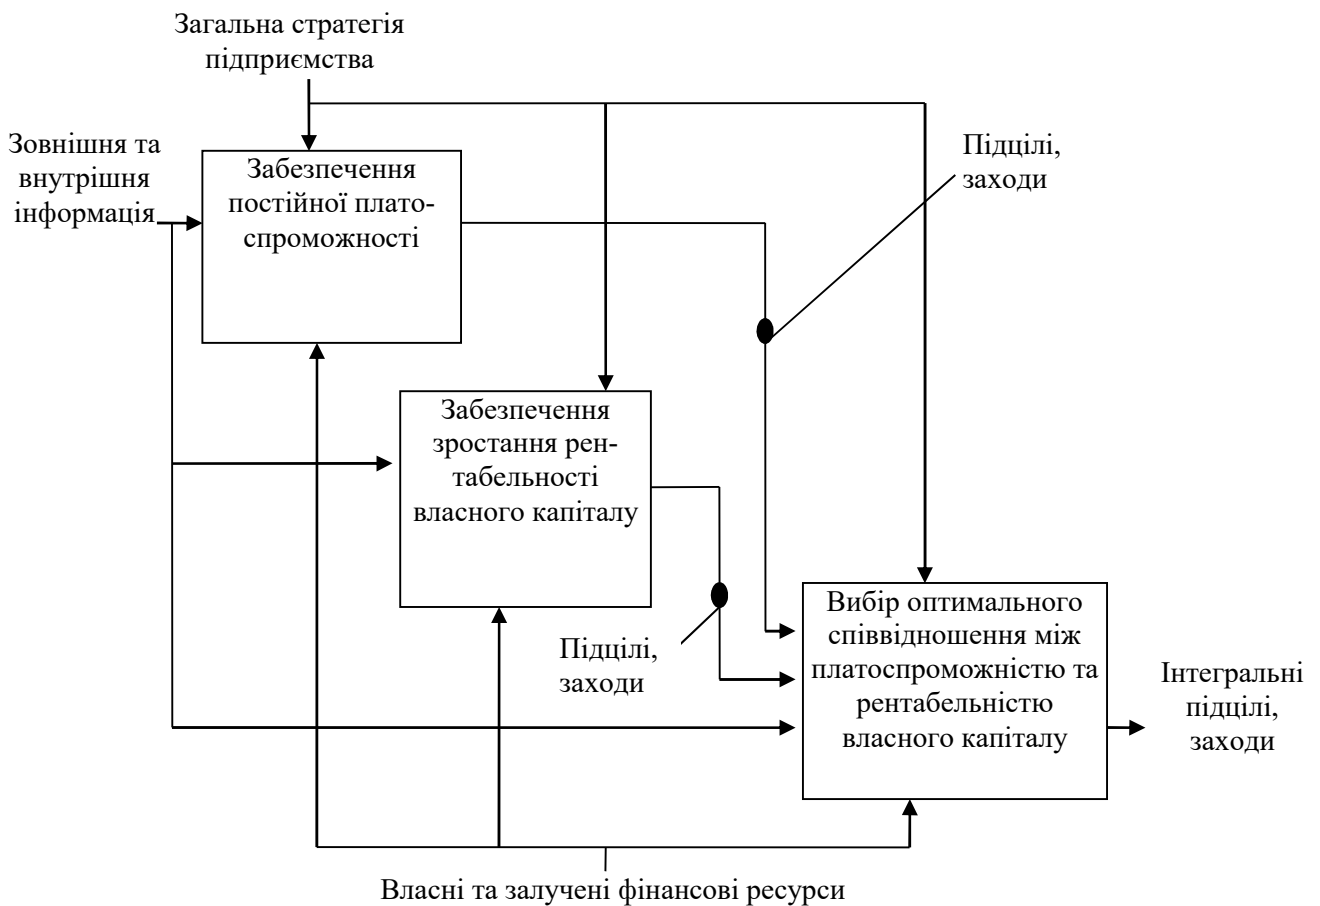 Загальна стратегія
підприємства
Зовнішня та
внутрішня
інформація
Забезпечення
постійної плато-
спроможності
Підцілі,
заходи
Забезпечення
зростання рен-
табельності
власного капіталу
Підцілі,
заходи
Вибір оптимального
співвідношення між
платоспроможністю та
рентабельністю
власного капіталу
Інтегральні
підцілі,
заходи
Власні та залучені фінансові ресурси